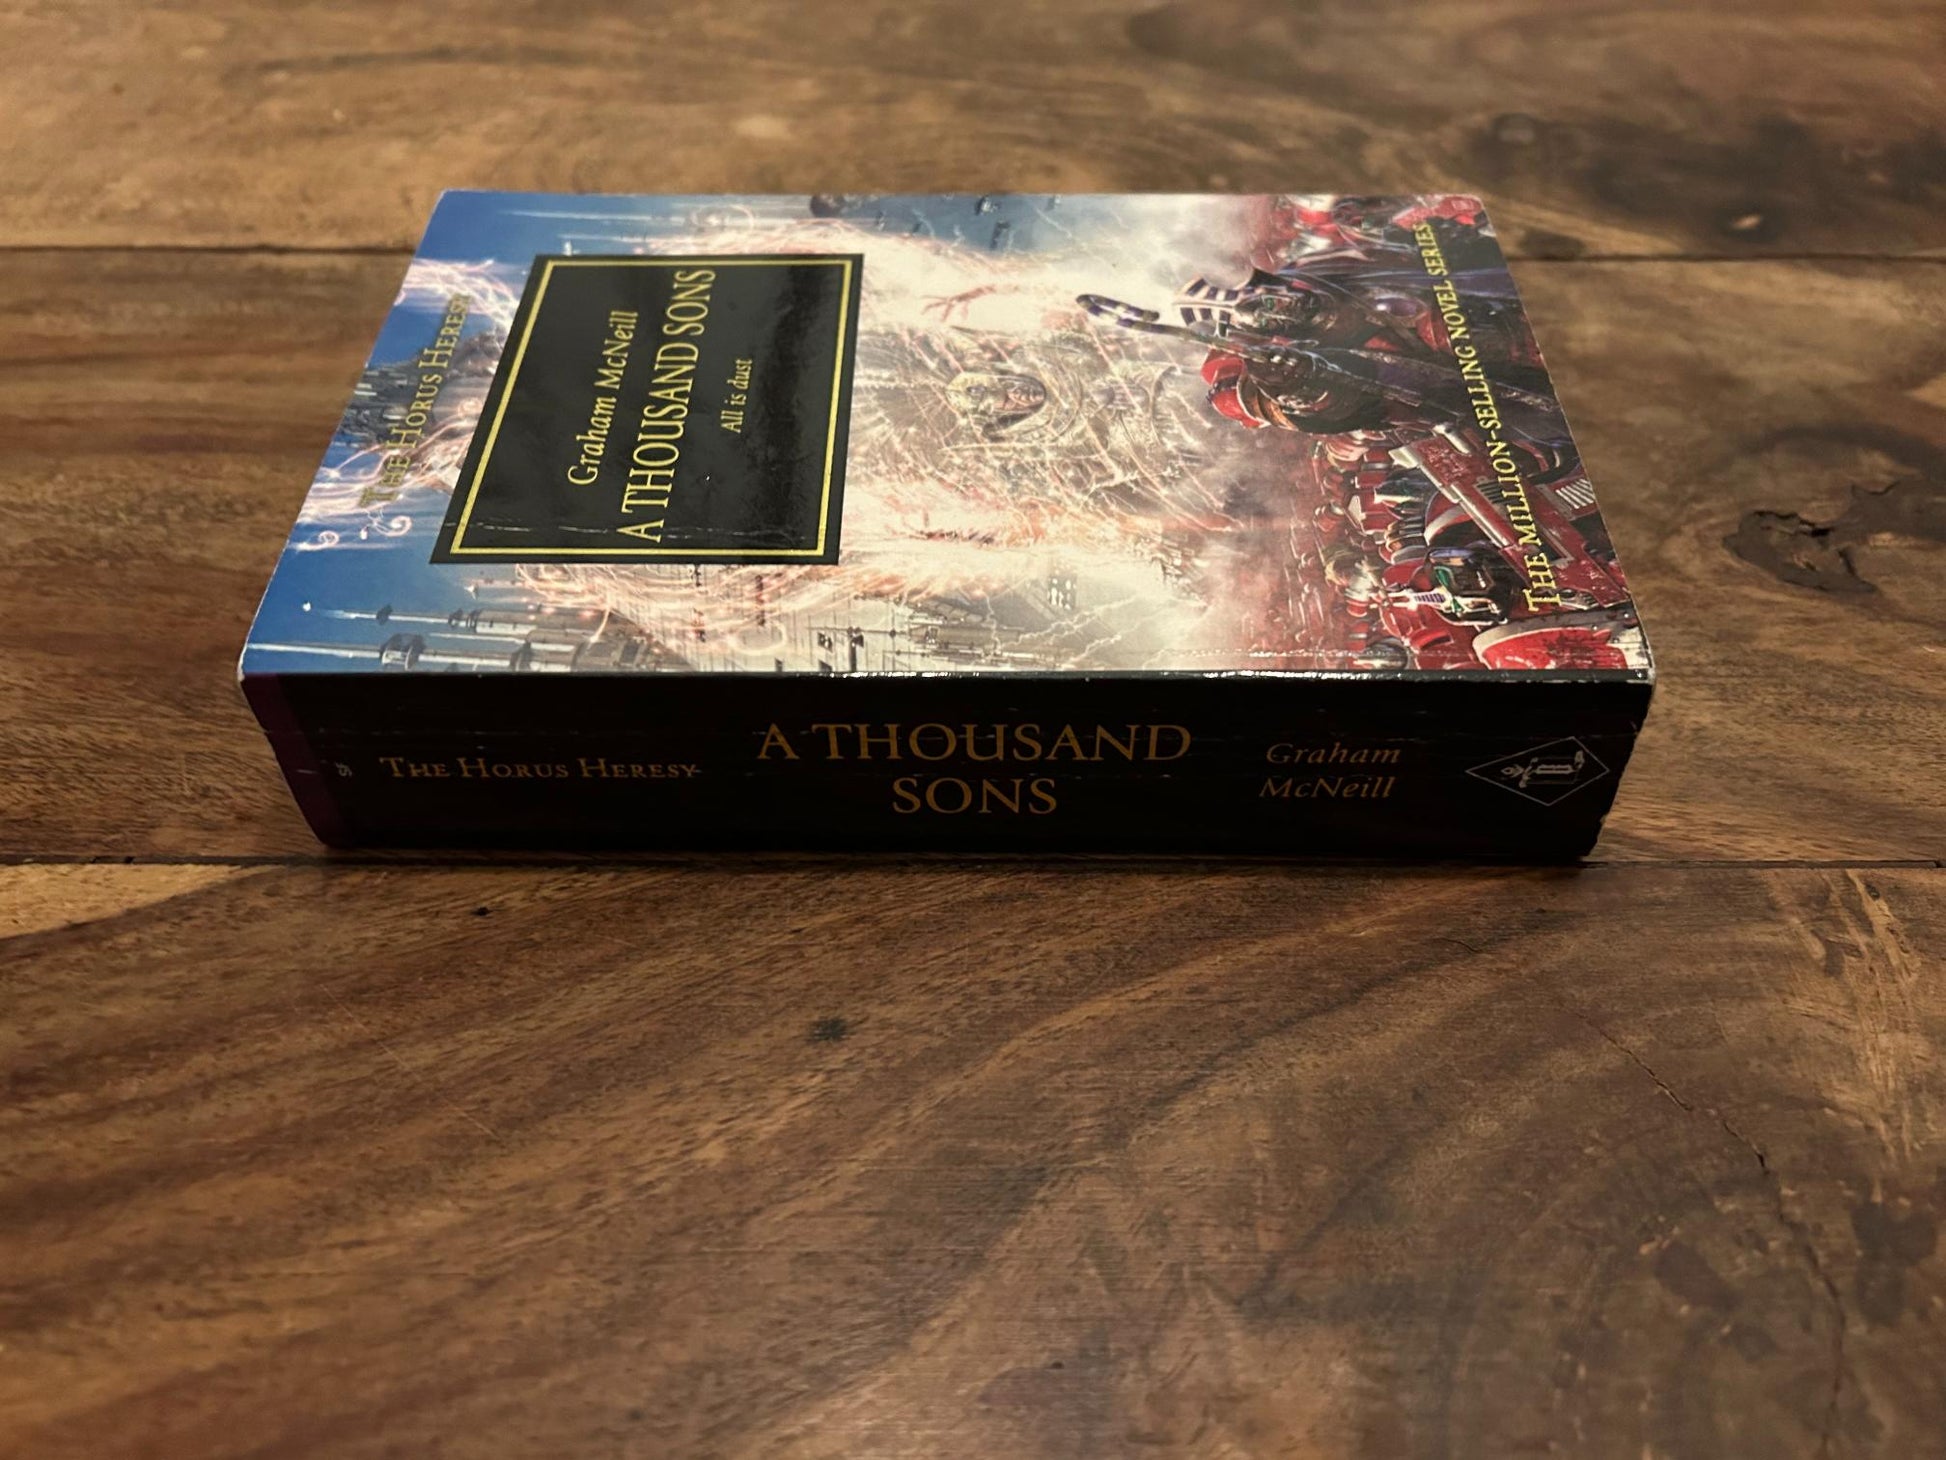 THE HORUS HERESY
Graham McNeill
A THOUSAND SONS
All is dust
THE MILLION-SELLING NOVEL SERIES
SF
THE HORUS HERESY
A THOUSAND
SONS
Graham
McNeill